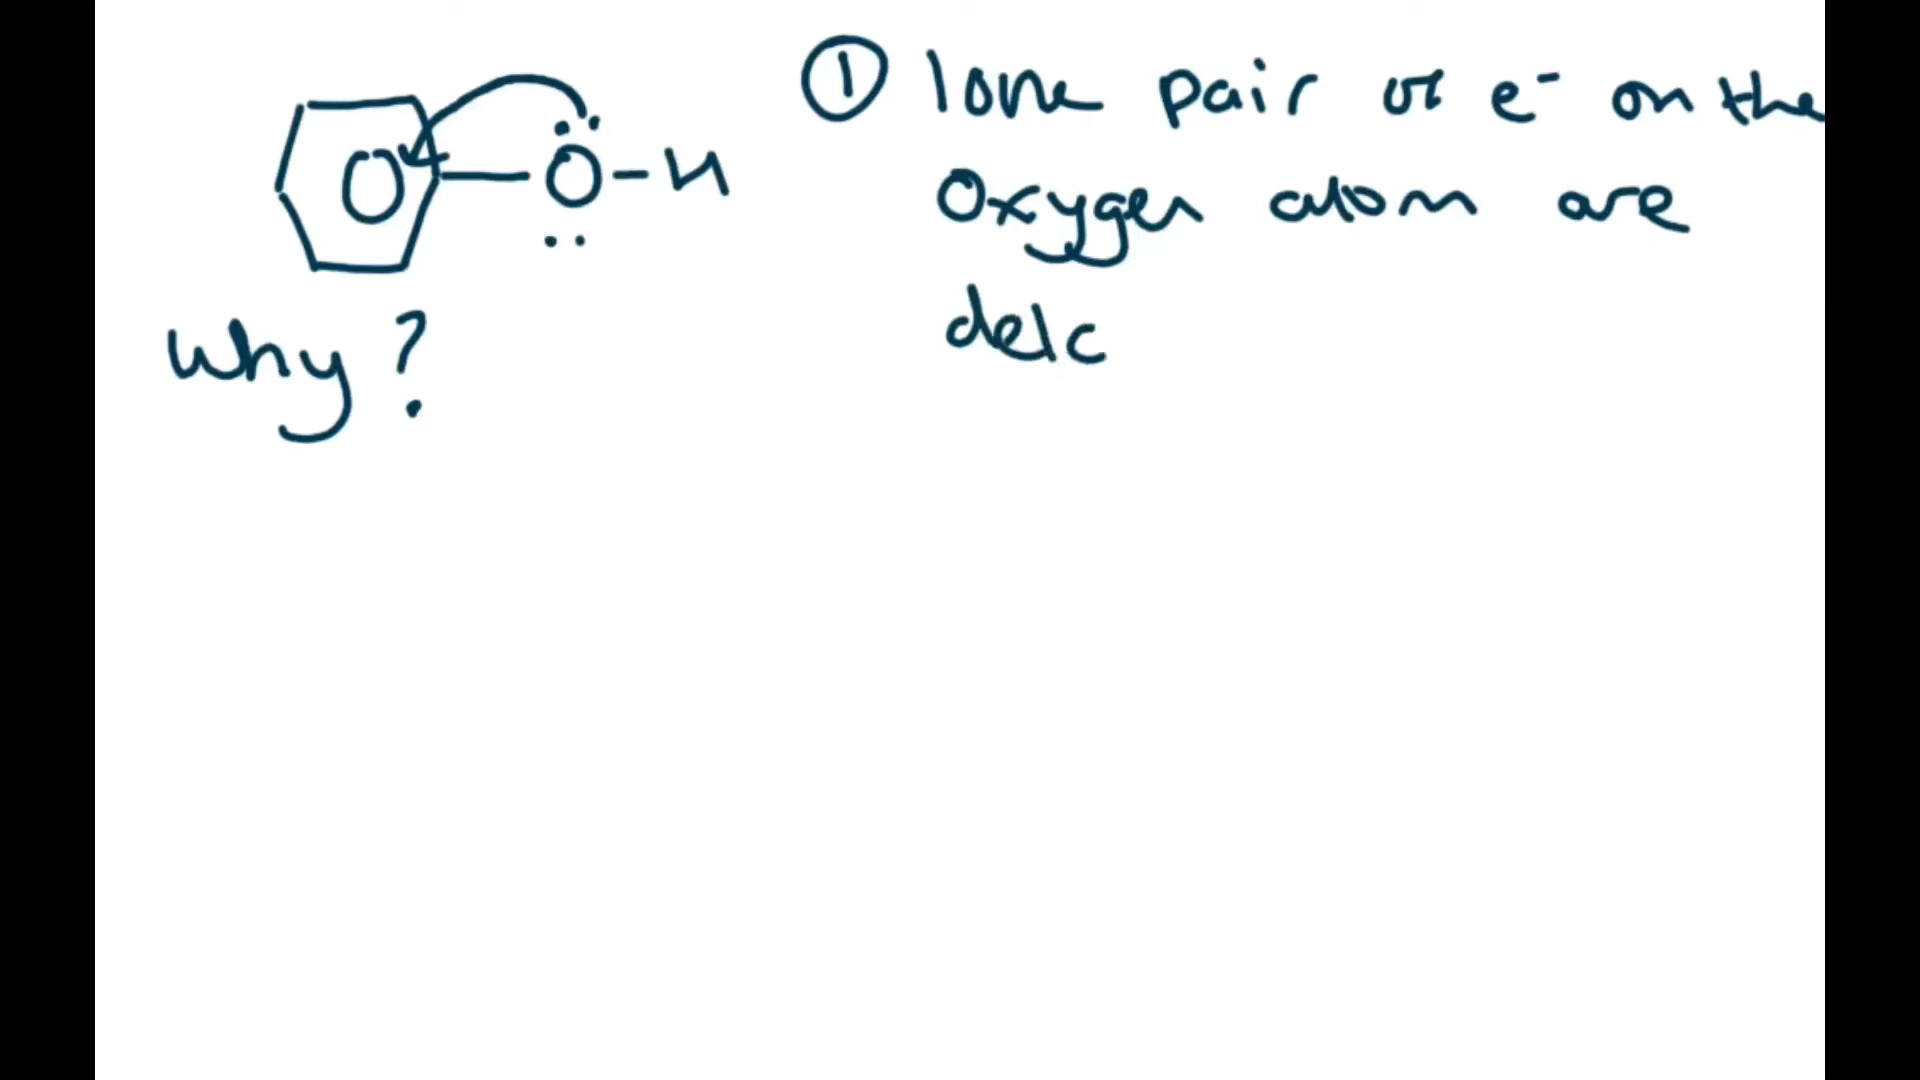 ① lone pair of e⁻ on the
O-H
Oxygen atom are
delc
Why?